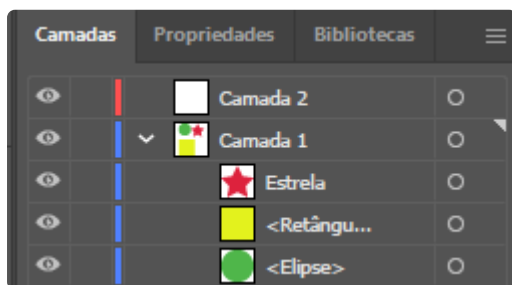 Camadas Propriedades Bibliotecas
Camada 2
Camada 1
Estrela
<Retângu...
<Elipse>